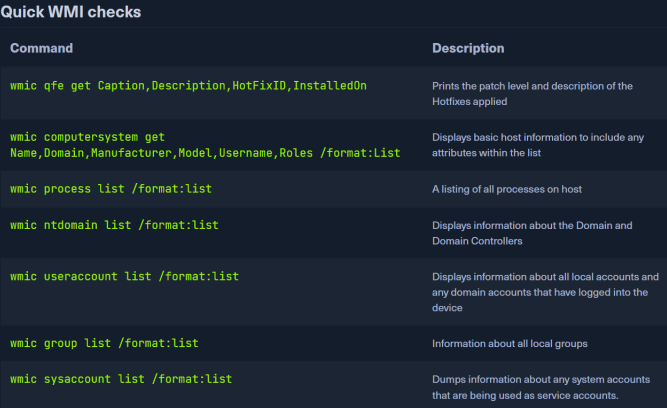 Quick WMI checks
Command Description
wmic qfe get Caption,Description,HotFixID,InstalledOn
Prints the patch level and description of the
Hotfixes applied
wmic computersystem get
Name,Domain,Manufacturer,Model,Username,Roles /format:List
Displays basic host information to include any
attributes within the list
wmic process list /format:list
A listing of all processes on host
wmic ntdomain list /format:list
Displays information about the Domain and
Domain Controllers
wmic useraccount list /format:list
Displays information about all local accounts and
any domain accounts that have logged into the
device
wmic group list /format:list
Information about all local groups
wmic sysaccount list /format:list
Dumps information about any system accounts
that are being used as service accounts.